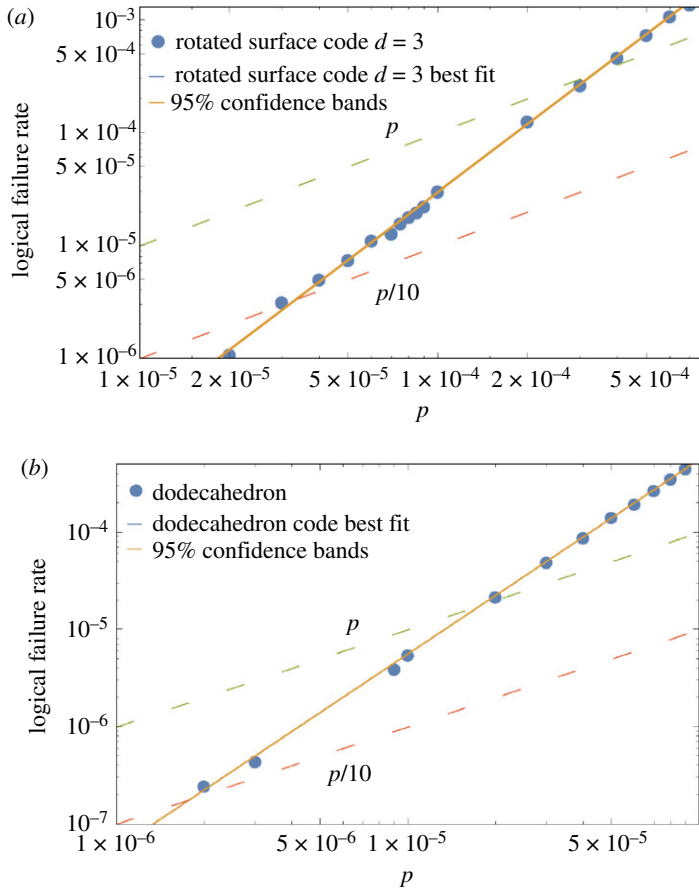 (a)
10⁻³
5 × 10⁻⁴
1 × 10⁻⁴
5 × 10⁻⁵
1 × 10⁻⁵
5 × 10⁻⁶
1 × 10⁻⁶
logical failure rate
rotated surface code d = 3
rotated surface code d = 3 best fit
95% confidence bands
p
p/10
1 × 10⁻⁵ 2 × 10⁻⁵ 5 × 10⁻⁵ 1 × 10⁻⁴ 2 × 10⁻⁴ 5 × 10⁻⁴
p
(b)
10⁻⁴
10⁻⁵
10⁻⁶
10⁻⁷
logical failure rate
dodecahedron
dodecahedron code best fit
95% confidence bands
p
p/10
1 × 10⁻⁶ 5 × 10⁻⁶ 1 × 10⁻⁵ 5 × 10⁻⁵
p